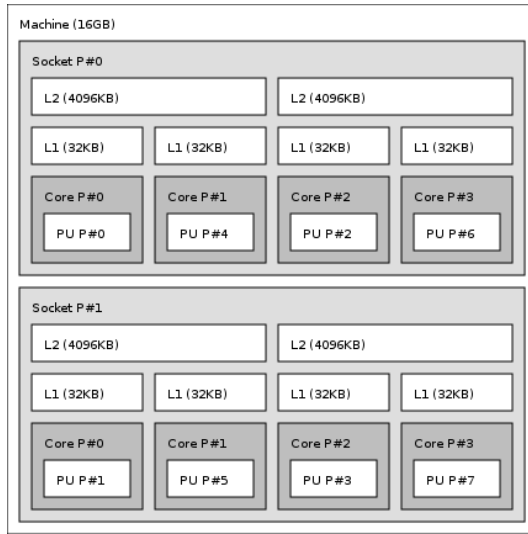 Machine (16GB)
Socket P#0
L2 (4096KB) L2 (4096KB)
L1 (32KB) L1 (32KB) L1 (32KB) L1 (32KB)
Core P#0 Core P#1 Core P#2 Core P#3
PU P#0 PU P#4 PU P#2 PU P#6
Socket P#1
L2 (4096KB) L2 (4096KB)
L1 (32KB) L1 (32KB) L1 (32KB) L1 (32KB)
Core P#0 Core P#1 Core P#2 Core P#3
PU P#1 PU P#5 PU P#3 PU P#7